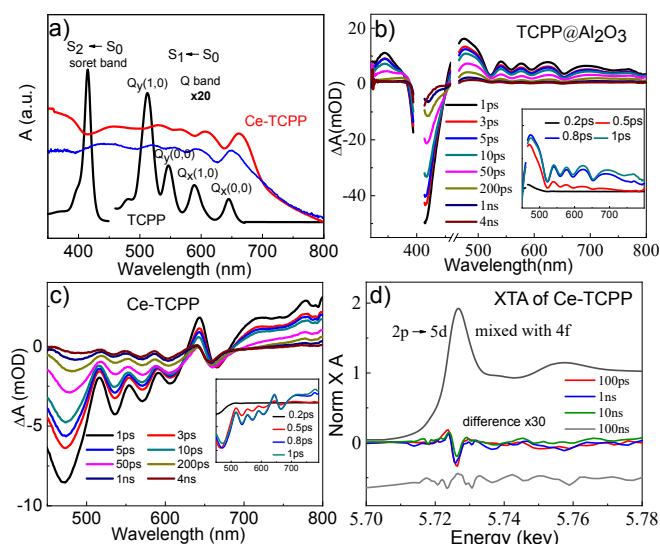 a)
S2 ← S0
soret band
S1 ← S0
Q band
x20
Qy(1,0)
Ce-TCPP
Qy(0,0)
Qx(1,0)
Qx(0,0)
TCPP
A (a.u.)
400 500 600 700 800
Wavelength (nm)
b)
TCPP@Al2O3
20
0
-20
-40
ΔA(mOD)
1ps
3ps
5ps
10ps
50ps
200ps
1ns
4ns
0.2ps 0.5ps
0.8ps 1ps
500 600 700
400 500 600 700 800
Wavelength(nm)
c)
Ce-TCPP
0
-5
-10
ΔA (mOD)
1ps 3ps
5ps 10ps
50ps 200ps
1ns 4ns
0.2ps
0.5ps
0.8ps
1ps
500 600 700
500 600 700 800
Wavelength (nm)
d)
XTA of Ce-TCPP
2p → 5d mixed with 4f
2
1
0
Norm X A
100ps
1ns
10ns
100ns
difference x30
5.70 5.72 5.74 5.76 5.78
Energy (kev)